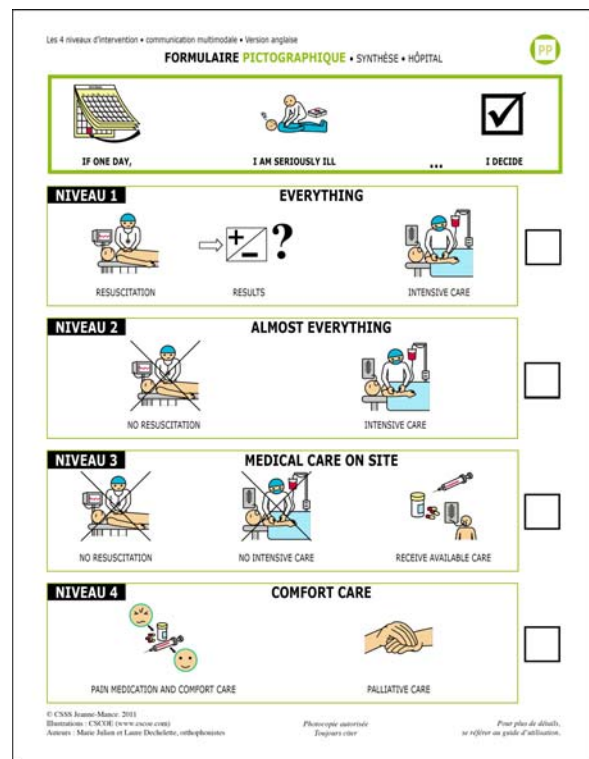 Les 4 niveaux d'intervention • communication multimodale • Version anglaise
FORMULAIRE PICTOGRAPHIQUE • SYNTHÈSE • HÔPITAL
PP
IF ONE DAY,
I AM SERIOUSLY ILL
...
I DECIDE
NIVEAU 1
EVERYTHING
RESUSCITATION
RESULTS
INTENSIVE CARE
NIVEAU 2
ALMOST EVERYTHING
NO RESUSCITATION
INTENSIVE CARE
NIVEAU 3
MEDICAL CARE ON SITE
NO RESUSCITATION
NO INTENSIVE CARE
RECEIVE AVAILABLE CARE
NIVEAU 4
COMFORT CARE
PAIN MEDICATION AND COMFORT CARE
PALLIATIVE CARE
© CSSS Jeanne-Mance. 2011
Illustrations : CSCOE (www.cscoe.com)
Auteurs : Marie Julien et Laure Dechelette, orthophonistes
Photocopie autorisée
Toujours citer
Pour plus de détails,
se référer au guide d'utilisation.